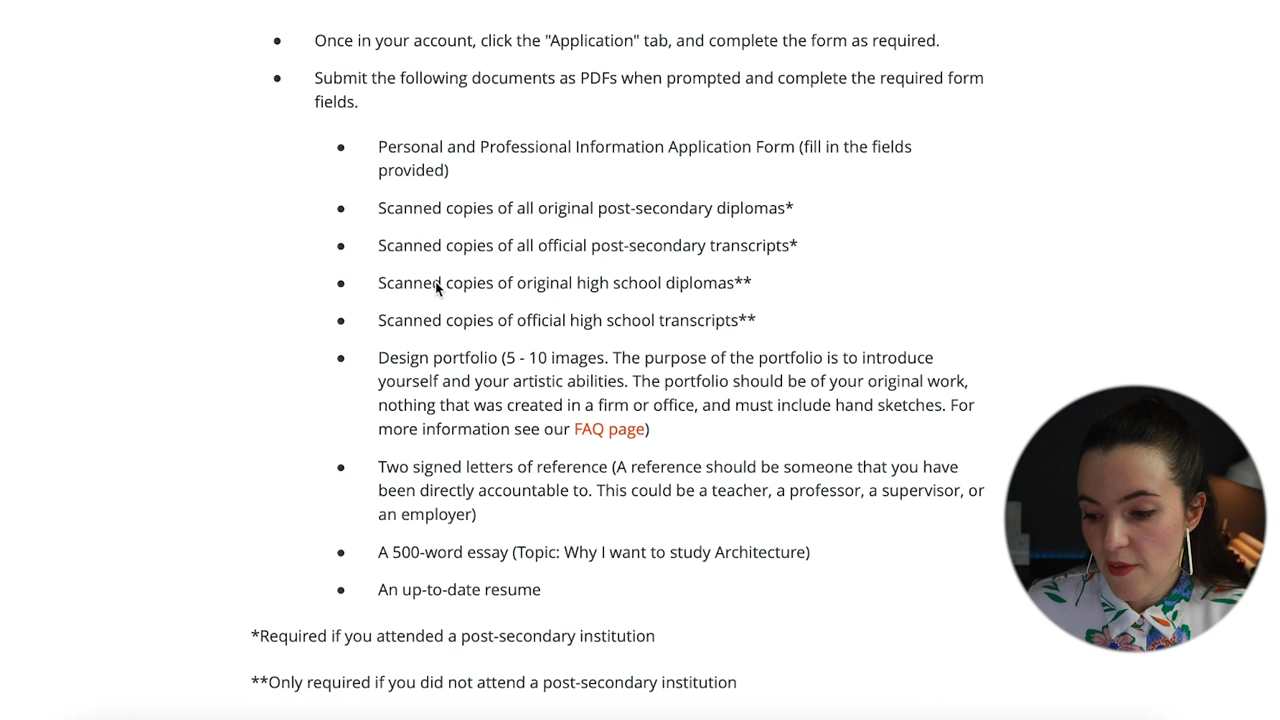 Once in your account, click the "Application" tab, and complete the form as required.
Submit the following documents as PDFs when prompted and complete the required form
fields.
Personal and Professional Information Application Form (fill in the fields
provided)
Scanned copies of all original post-secondary diplomas*
Scanned copies of all official post-secondary transcripts*
Scanned copies of original high school diplomas**
Scanned copies of official high school transcripts**
Design portfolio (5 - 10 images. The purpose of the portfolio is to introduce
yourself and your artistic abilities. The portfolio should be of your original work,
nothing that was created in a firm or office, and must include hand sketches. For
more information see our FAQ page)
Two signed letters of reference (A reference should be someone that you have
been directly accountable to. This could be a teacher, a professor, a supervisor, or
an employer)
A 500-word essay (Topic: Why I want to study Architecture)
An up-to-date resume
*Required if you attended a post-secondary institution
**Only required if you did not attend a post-secondary institution